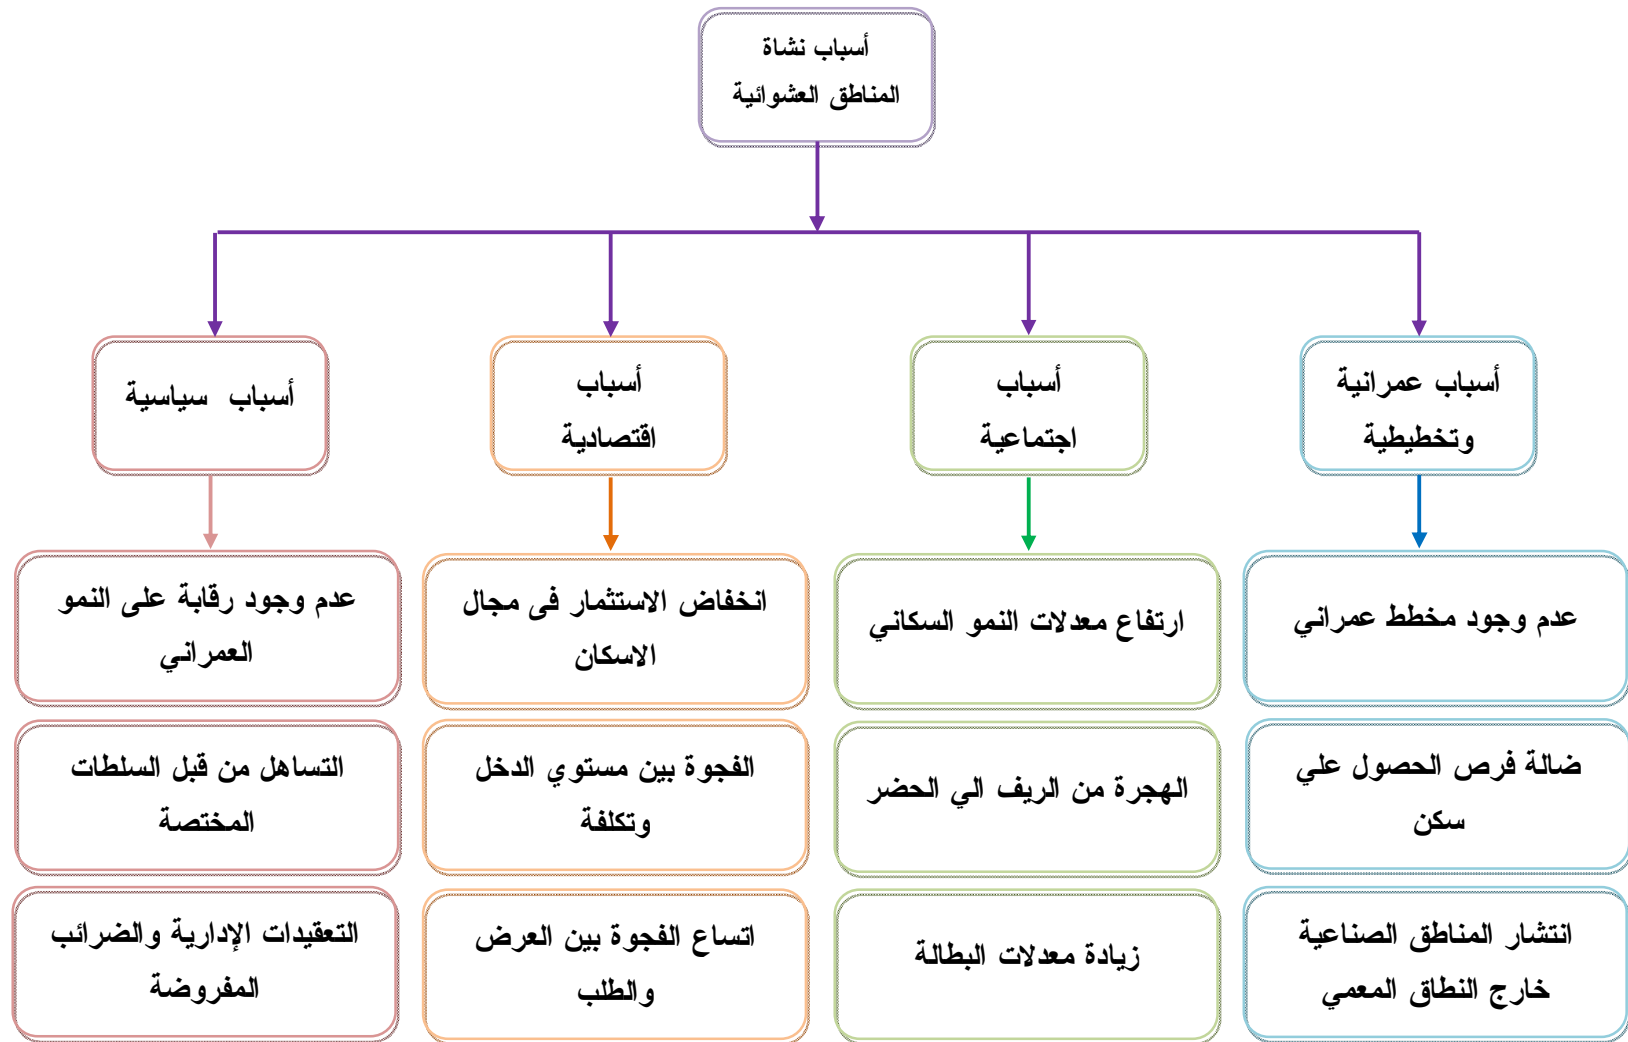 أسباب نشاة
المناطق العشوائية
أسباب عمرانية
وتخطيطية
أسباب
اجتماعية
أسباب
اقتصادية
أسباب سياسية
عدم وجود مخطط عمراني
ارتفاع معدلات النمو السكاني
انخفاض الاستثمار فى مجال
الاسكان
عدم وجود رقابة على النمو
العمراني
ضالة فرص الحصول علي
سكن
الهجرة من الريف الي الحضر
الفجوة بين مستوي الدخل
وتكلفة
التساهل من قبل السلطات
المختصة
انتشار المناطق الصناعية
خارج النطاق المعمي
زيادة معدلات البطالة
اتساع الفجوة بين العرض
والطلب
التعقيدات الإدارية والضرائب
المفروضة